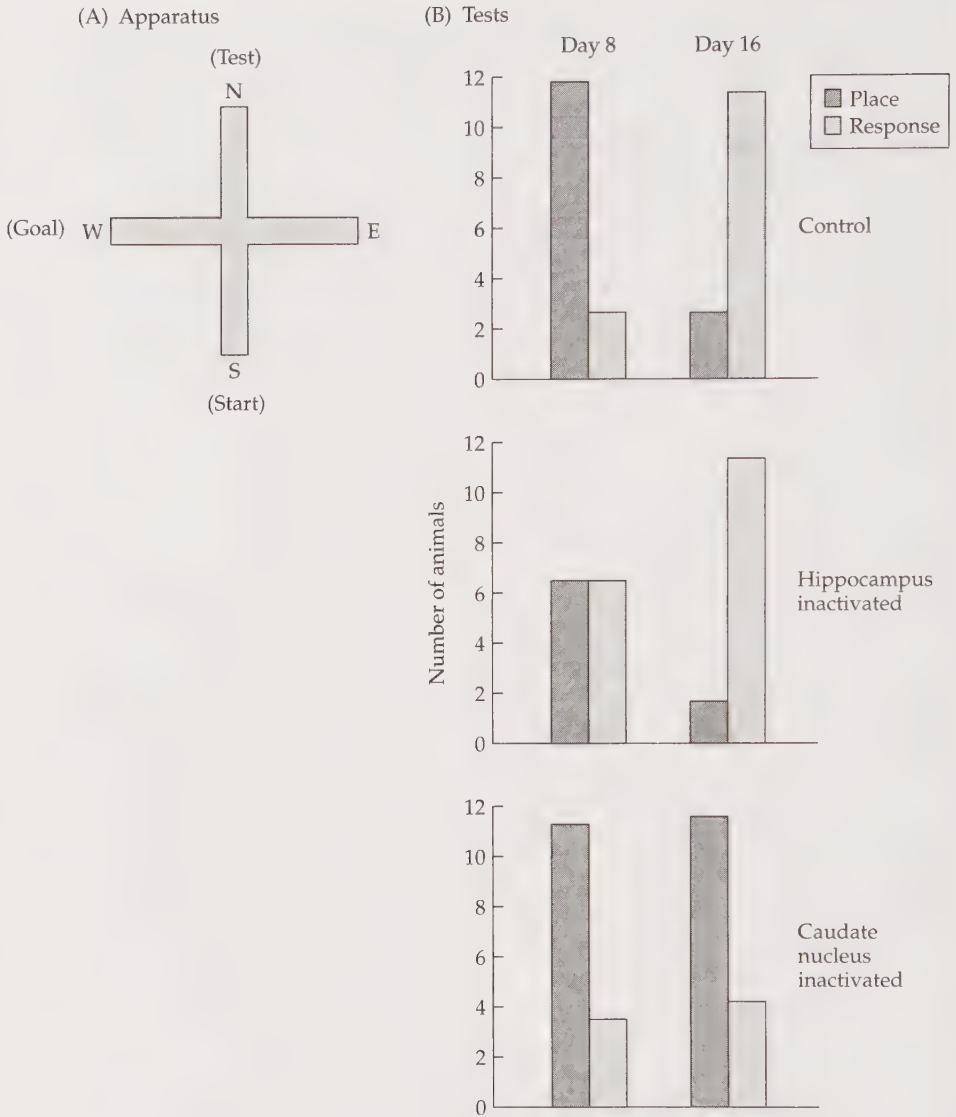 (A) Apparatus
(Test)
N
(Goal) W
E
S
(Start)
(B) Tests
Day 8
Day 16
Place
Response
12
10
8
6
4
2
0
Control
Number of animals
12
10
8
6
4
2
0
Hippocampus
inactivated
12
10
8
6
4
2
0
Caudate
nucleus
inactivated